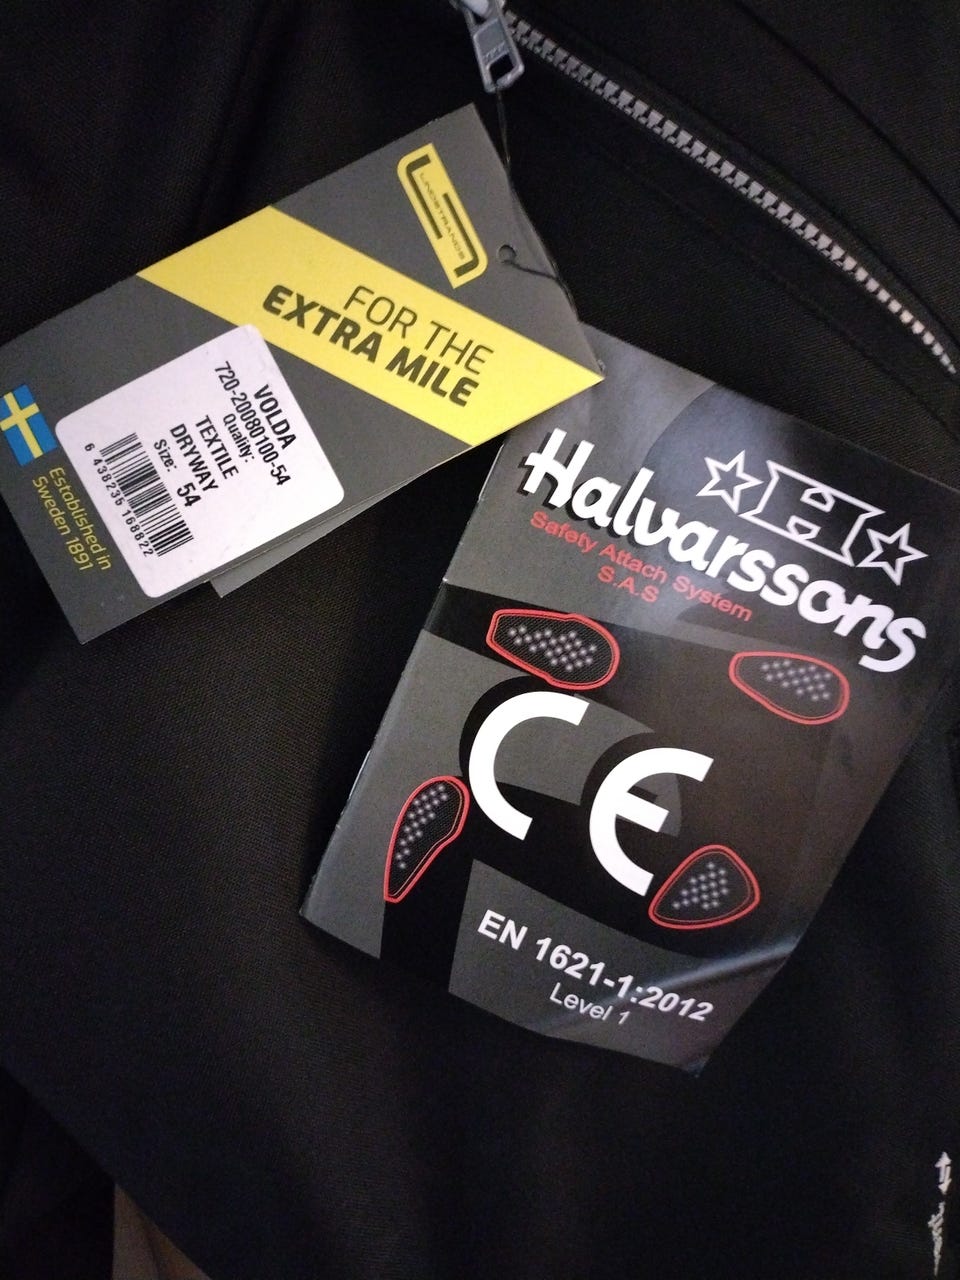 LINDSTRANDS
FOR THE
EXTRA MILE
VOLDA
720-20080100-54
Quality:
TEXTILE
DRYWAY
Size: 54
6 438235 168822
Established in
Sweden 1891
H
Halvarssons
Safety Attach System
S.A.S
CE
EN 1621-1:2012
Level 1